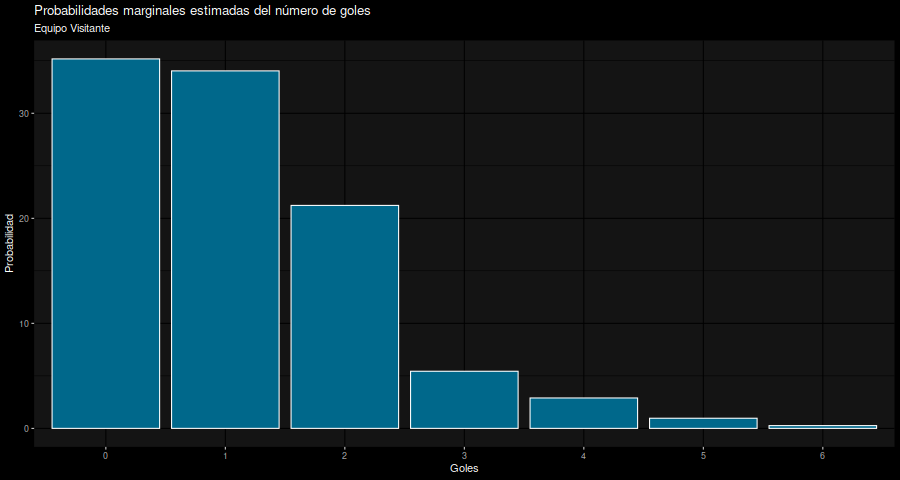 Probabilidades marginales estimadas del número de goles
Equipo Visitante
Probabilidad
30
20
10
0
0 1 2 3 4 5 6
Goles